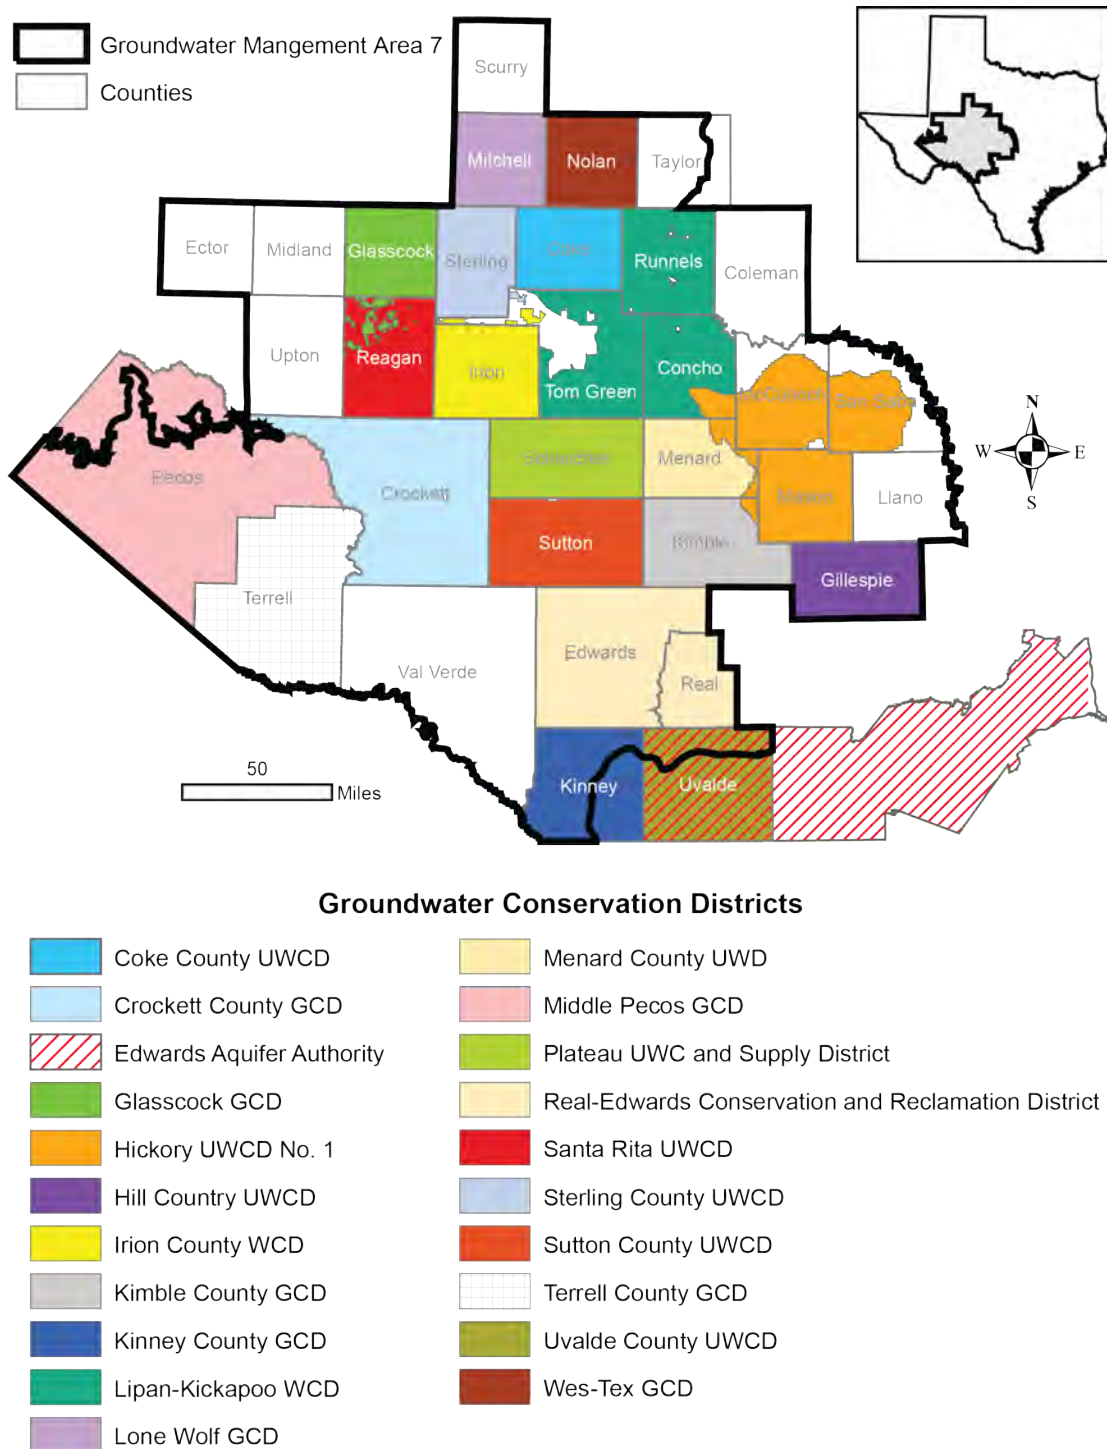 Groundwater Mangement Area 7
Counties
Scurry
Mitchell
Nolan
Taylor
Ector
Midland
Glasscock
Sterling
Coke
Runnels
Coleman
Upton
Reagan
Irion
Tom Green
Concho
McCulloch
San Saba
N
W
E
S
Pecos
Crockett
Schleicher
Menard
Mason
Llano
Sutton
Kimble
Gillespie
Terrell
Val Verde
Edwards
Real
50
Miles
Kinney
Uvalde
Groundwater Conservation Districts
Coke County UWCD
Crockett County GCD
Edwards Aquifer Authority
Glasscock GCD
Hickory UWCD No. 1
Hill Country UWCD
Irion County WCD
Kimble County GCD
Kinney County GCD
Lipan-Kickapoo WCD
Lone Wolf GCD
Menard County UWD
Middle Pecos GCD
Plateau UWC and Supply District
Real-Edwards Conservation and Reclamation District
Santa Rita UWCD
Sterling County UWCD
Sutton County UWCD
Terrell County GCD
Uvalde County UWCD
Wes-Tex GCD